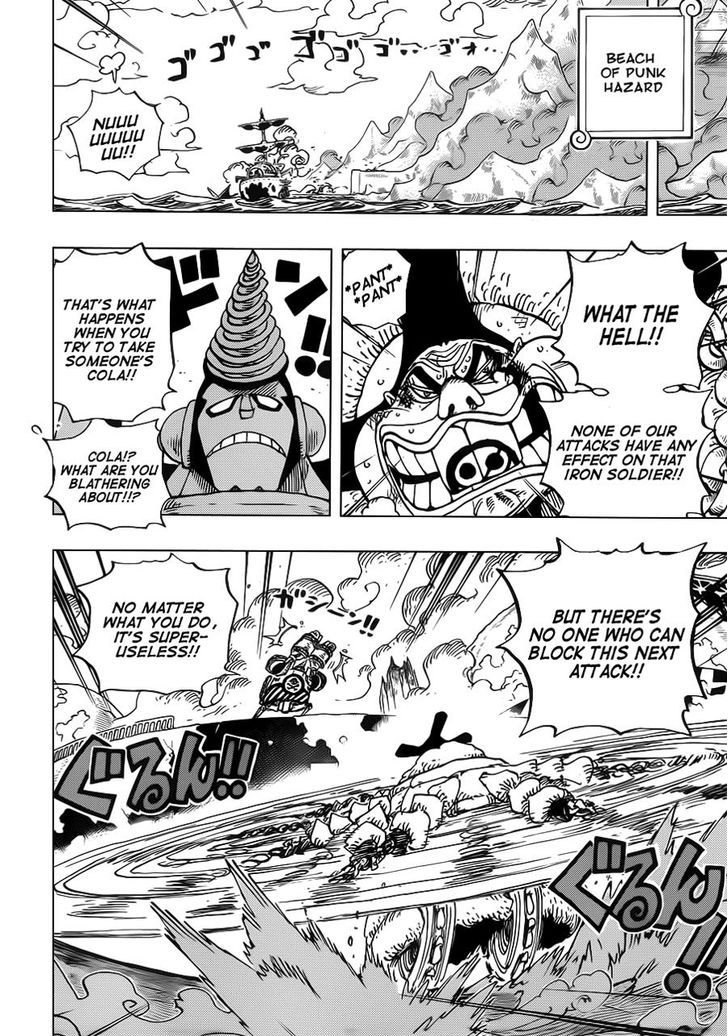 BEACH
OF PUNK
HAZARD
ゴゴゴゴゴゴ
NUUU
UUUUUU
UU!!
*PANT*
*PANT*
WHAT THE
HELL!!
NONE OF OUR
ATTACKS HAVE ANY
EFFECT ON THAT
IRON SOLDIER!!
ドン!!
THAT'S WHAT
HAPPENS
WHEN YOU
TRY TO TAKE
SOMEONE'S
COLA!!
COLA!?
WHAT ARE YOU
BLATHERING
ABOUT!!?
BUT THERE'S
NO ONE WHO CAN
BLOCK THIS NEXT
ATTACK!!
ガシーン!!
NO MATTER
WHAT YOU DO,
IT'S SUPER-
USELESS!!
ぐるん!!
ぐるん!!